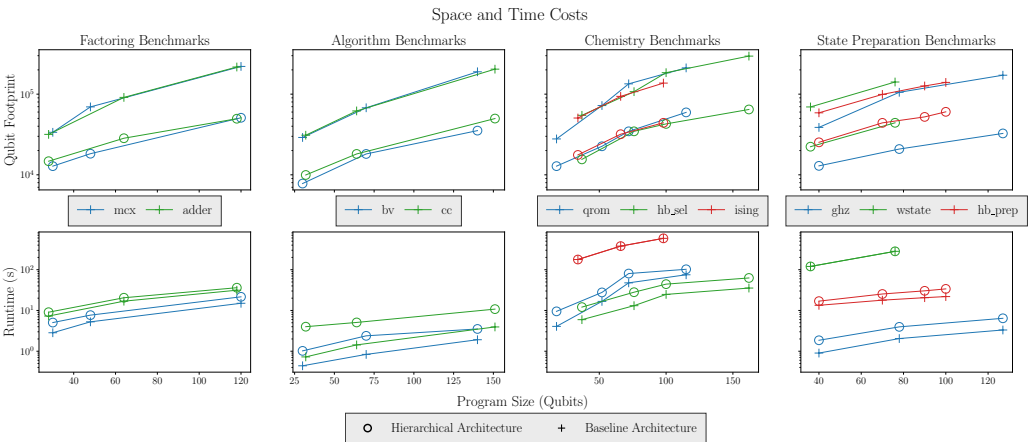 Space and Time Costs
Factoring Benchmarks
Algorithm Benchmarks
Chemistry Benchmarks
State Preparation Benchmarks
Qubit Footprint
10^5
10^4
mcx adder
bv cc
qrom hb_sel ising
ghz wstate hb_prep
Runtime (s)
10^2
10^1
10^0
40 60 80 100 120
25 50 75 100 125 150
50 100 150
40 60 80 100 120
Program Size (Qubits)
Hierarchical Architecture Baseline Architecture